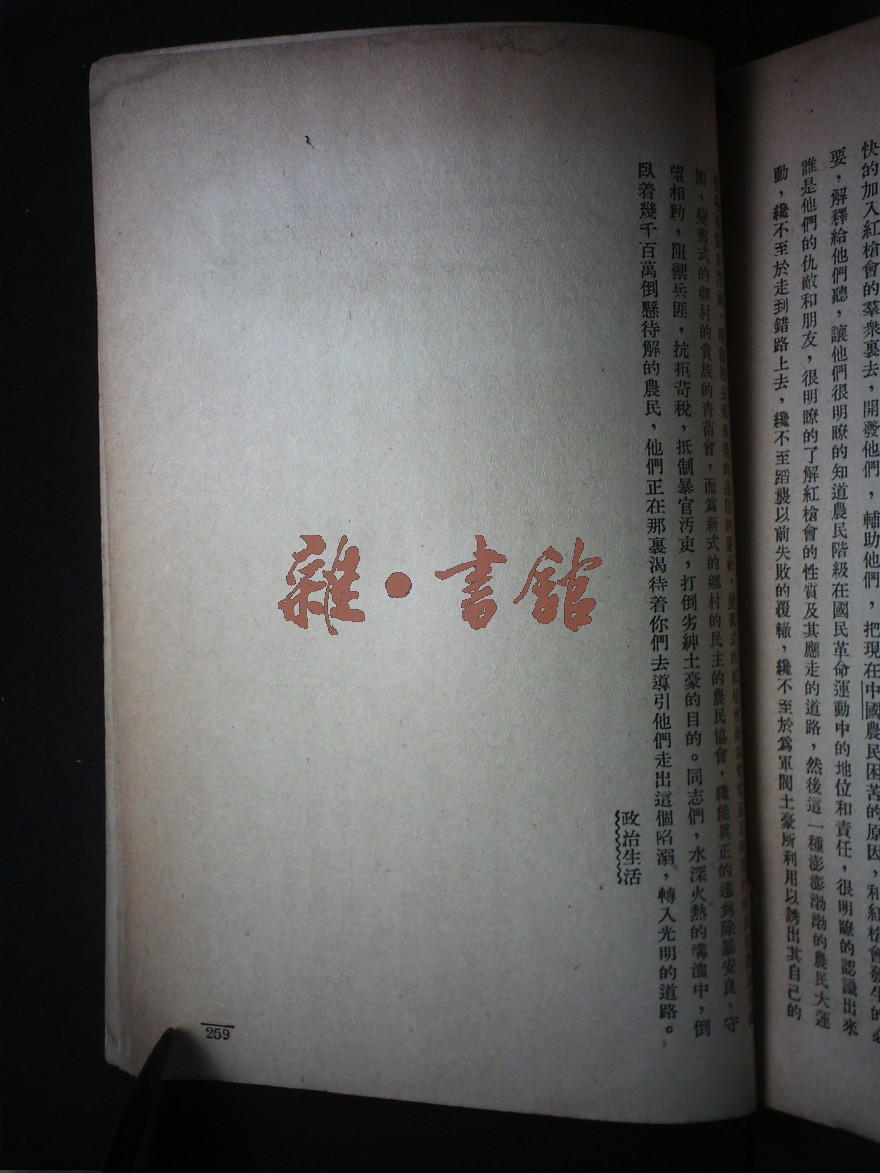 快的加入紅槍會的羣衆裏去，開發他們，輔助他們，把現在中國農民困苦的原因，和紅槍會發生的必
要，解釋給他們聽，讓他們很明瞭的知道農民階級在國民革命運動中的地位和責任，很明瞭的認識出來
誰是他們的仇敵和朋友，很明瞭的了解紅槍會的性質及其應走的道路，然後這一種澎澎渤渤的農民大運
動，纔不至於走到錯路上去，纔不至蹈襲以前失敗的覆轍，纔不至於爲軍閥土豪所利用以誘出其自己的
團，變舊式的鄉村的貴族的靑苗會，而爲新式的鄉村的民主的農民協會，纔能眞正的達到除暴安良，守
望相助，阻禦兵匪，抗拒苛稅，抵制暴官汚吏，打倒劣紳土豪的目的。同志們，水深火熱的溝洫中，倒
臥着幾千百萬倒懸待解的農民，他們正在那裏渴待着你們去導引他們走出這個陷溺，轉入光明的道路。
政治生活
259
雜·書館